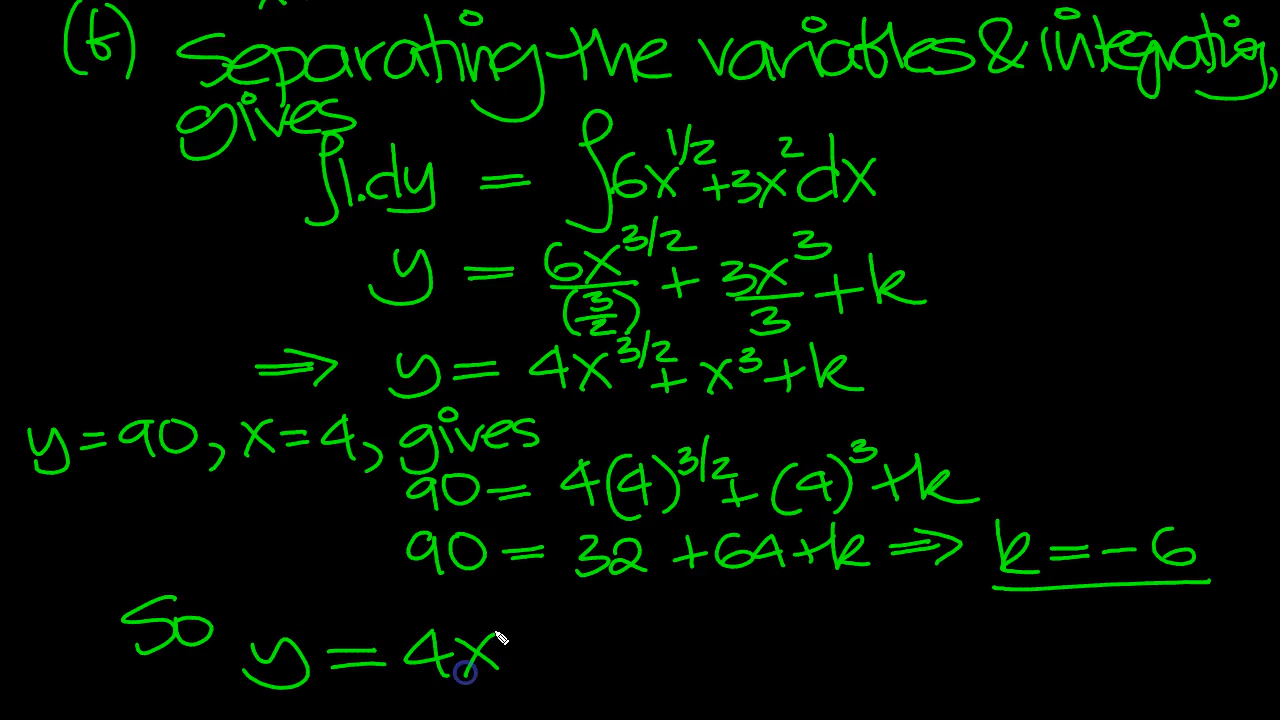 (b) Separating the variables & integrating,
gives
∫1.dy = ∫6x^{1/2}+3x^2 dx
y = 6x^{3/2}/(3/2) + 3x^3/3 + k
⇒ y = 4x^{3/2} + x^3 + k
y=90, x=4, gives
90 = 4(4)^{3/2} + (4)^3 + k
90 = 32 + 64 + k ⇒ k = -6
So y = 4x